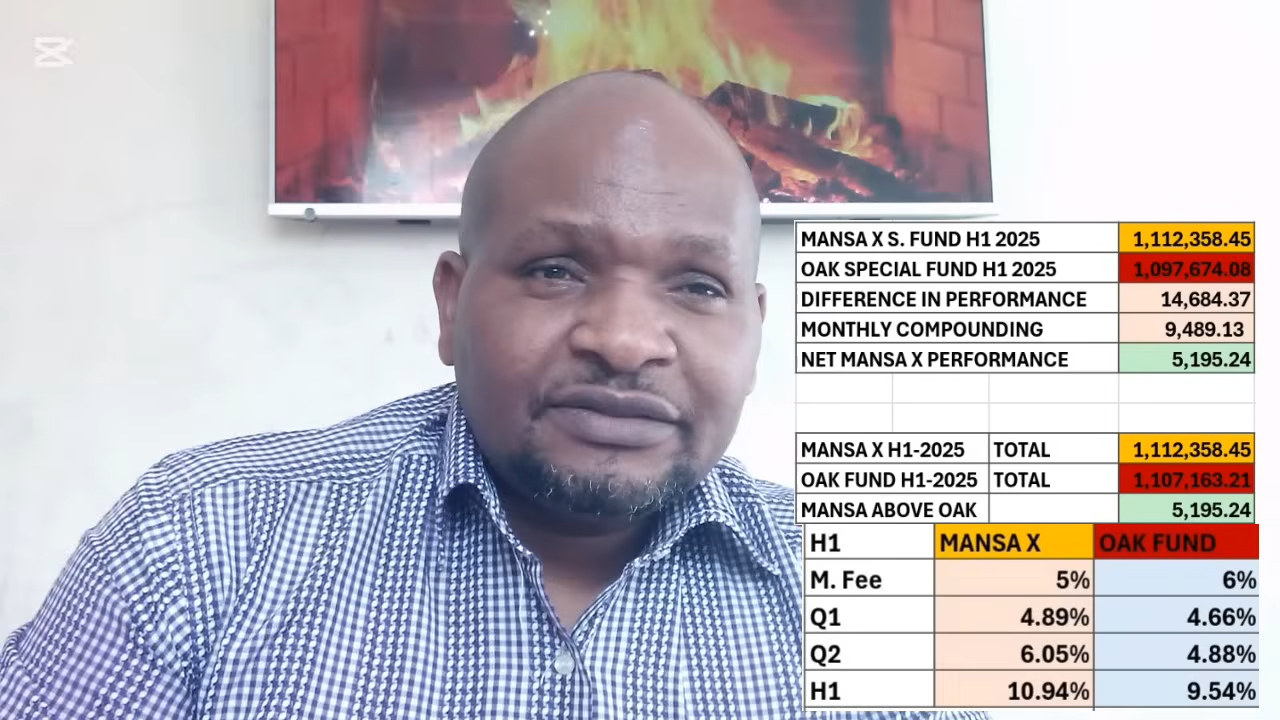 MANSA X S. FUND H1 2025 1,112,358.45
OAK SPECIAL FUND H1 2025 1,097,674.08
DIFFERENCE IN PERFORMANCE 14,684.37
MONTHLY COMPOUNDING 9,489.13
NET MANSA X PERFORMANCE 5,195.24
MANSA X H1-2025 TOTAL 1,112,358.45
OAK FUND H1-2025 TOTAL 1,107,163.21
MANSA ABOVE OAK 5,195.24
H1 MANSA X OAK FUND
M. Fee 5% 6%
Q1 4.89% 4.66%
Q2 6.05% 4.88%
H1 10.94% 9.54%